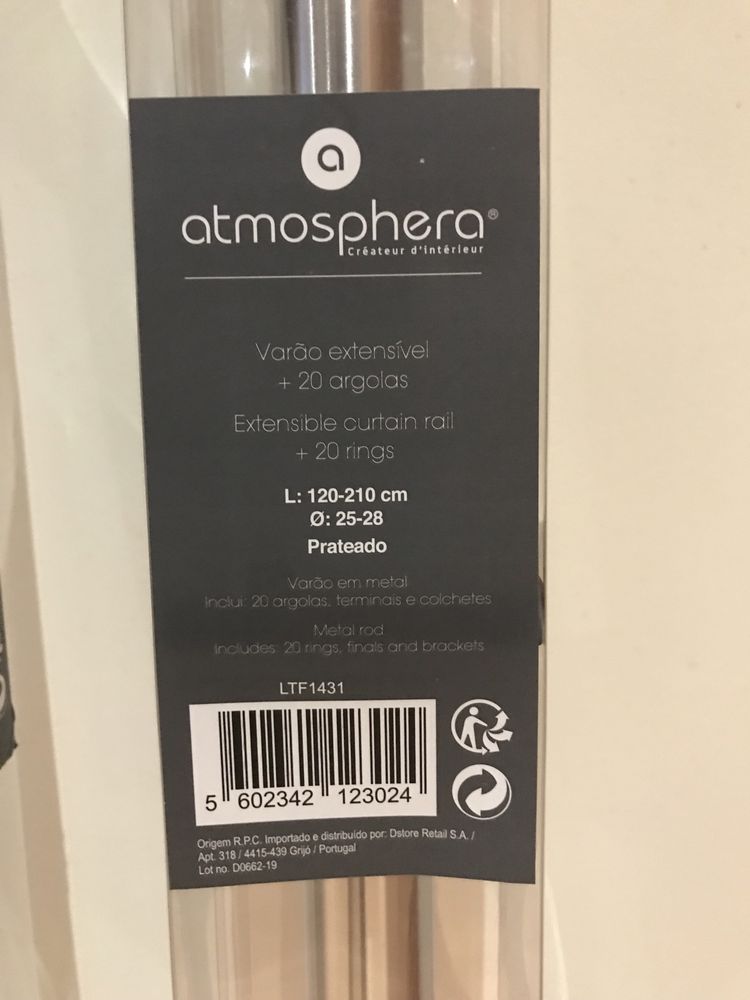 a
atmosphera®
Créateur d'intérieur
Varão extensível
+ 20 argolas
Extensible curtain rail
+ 20 rings
L: 120-210 cm
Ø: 25-28
Prateado
Varão em metal
Inclui: 20 argolas, terminais e colchetes
Metal rod
Includes: 20 rings, finals and brackets
LTF1431
5 602342 123024
Origem R.P.C. Importado e distribuído por: Dstore Retail S.A. /
Apt. 318 / 4415-439 Grijó / Portugal
Lot no. D0662-19